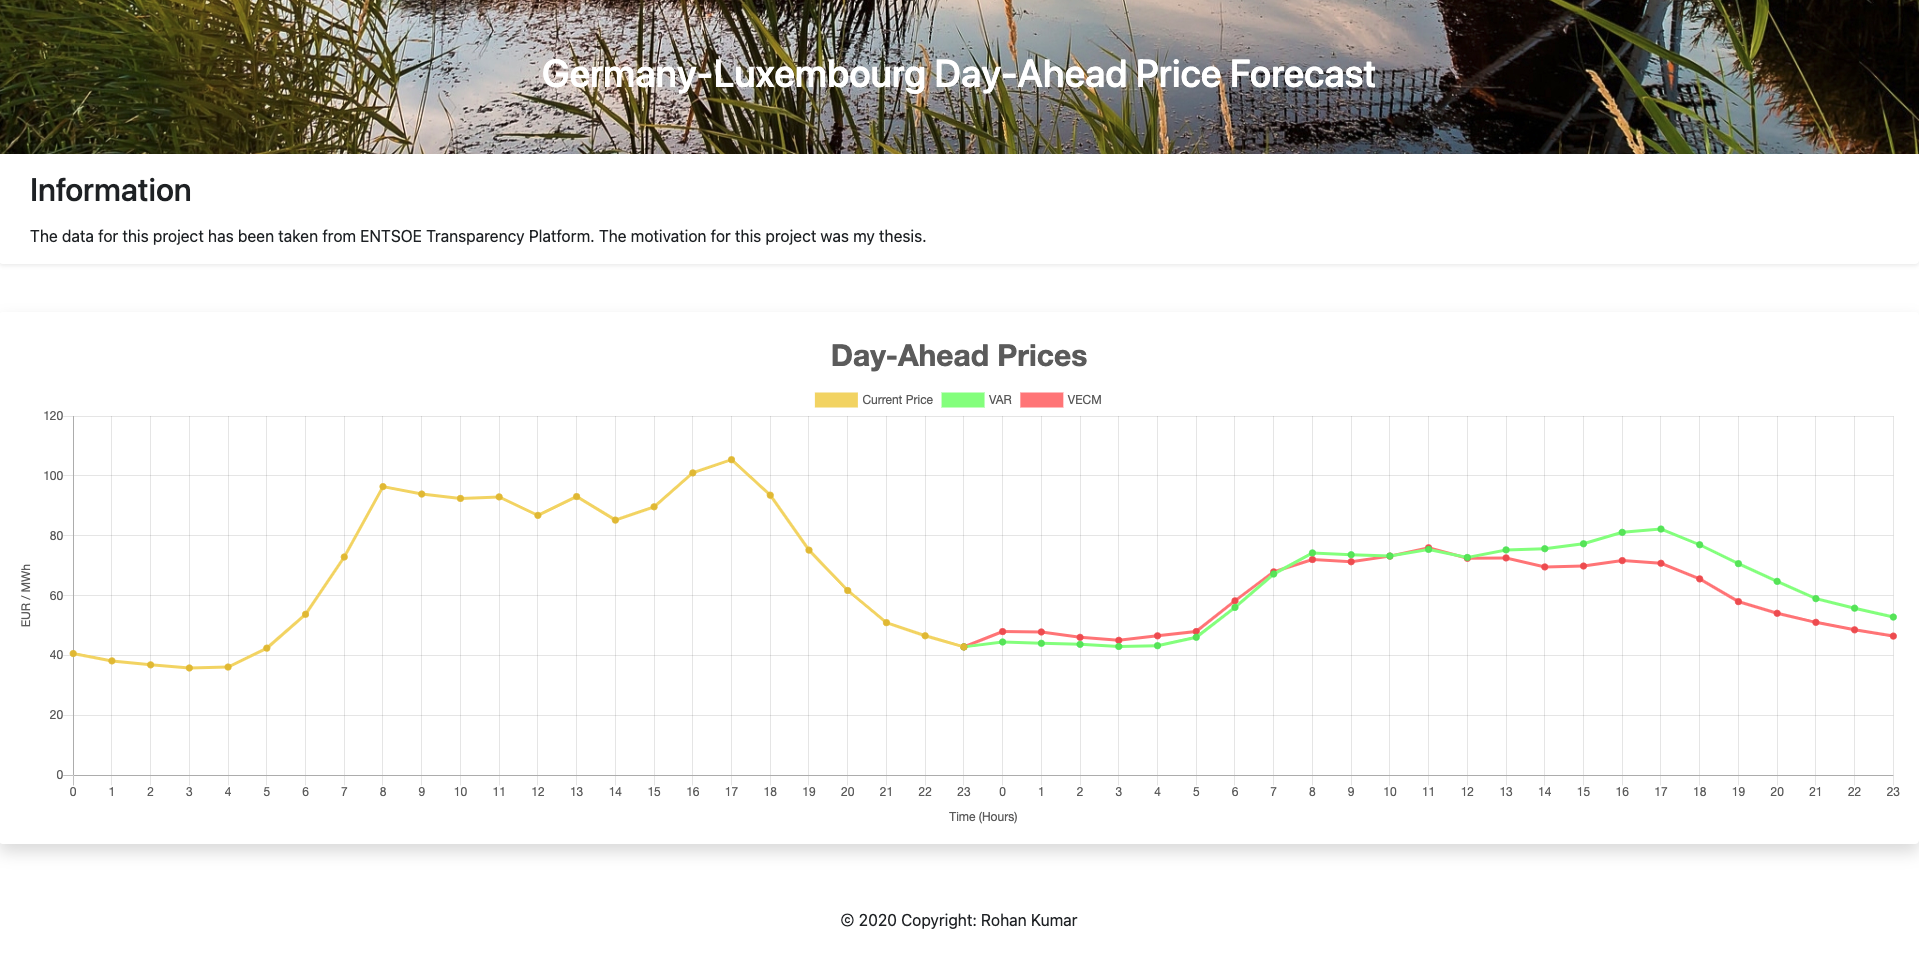 Germany-Luxembourg Day-Ahead Price Forecast
Information
The data for this project has been taken from ENTSOE Transparency Platform. The motivation for this project was my thesis.
Day-Ahead Prices
Current Price VAR VECM
120
100
80
60
40
20
0
EUR / MWh
0 1 2 3 4 5 6 7 8 9 10 11 12 13 14 15 16 17 18 19 20 21 22 23 0 1 2 3 4 5 6 7 8 9 10 11 12 13 14 15 16 17 18 19 20 21 22 23
Time (Hours)
© 2020 Copyright: Rohan Kumar